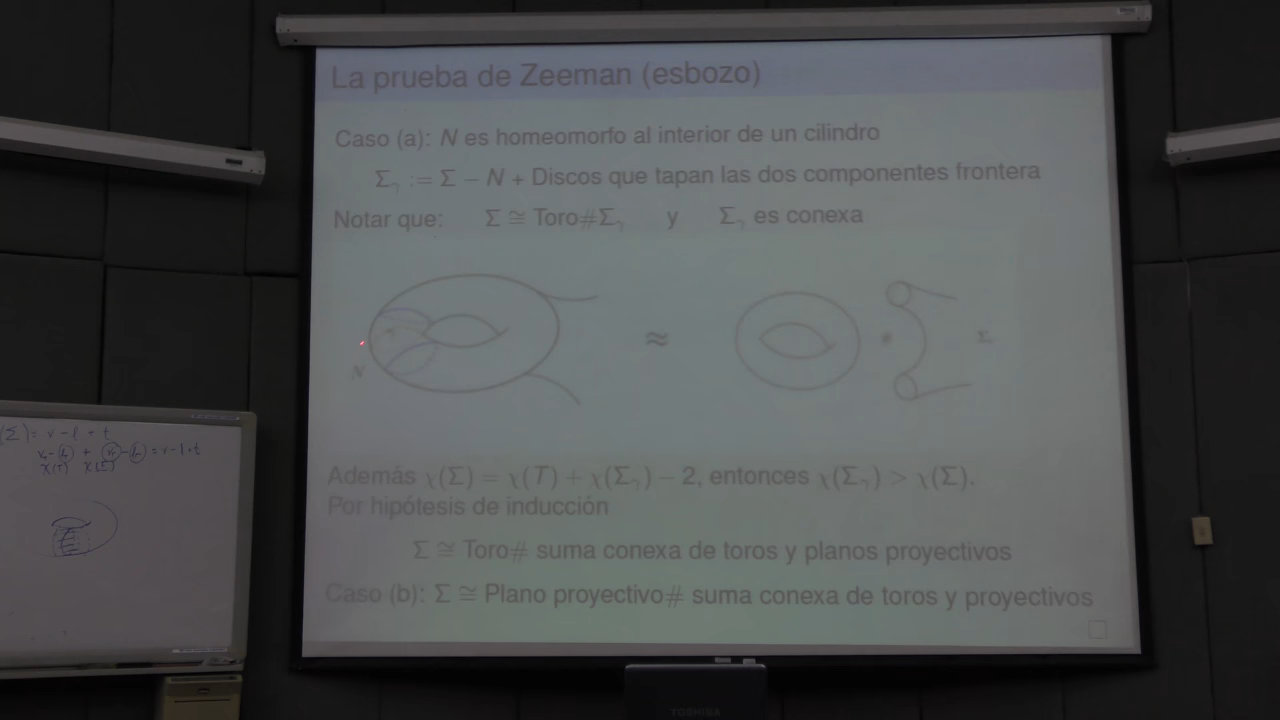 La prueba de Zeeman (esbozo)
Caso (a): N es homeomorfo al interior de un cilindro
Σγ := Σ − N + Discos que tapan las dos componentes frontera
Notar que: Σ ≅ Toro#Σγ y Σγ es conexa
N
≈
Además χ(Σ) = χ(T) + χ(Σγ) − 2, entonces χ(Σγ) > χ(Σ).
Por hipótesis de inducción
Σ ≅ Toro# suma conexa de toros y planos proyectivos
Caso (b): Σ ≅ Plano proyectivo# suma conexa de toros y proyectivos
(Σ) = v − l + t
= v − l + t
TOSHIBA